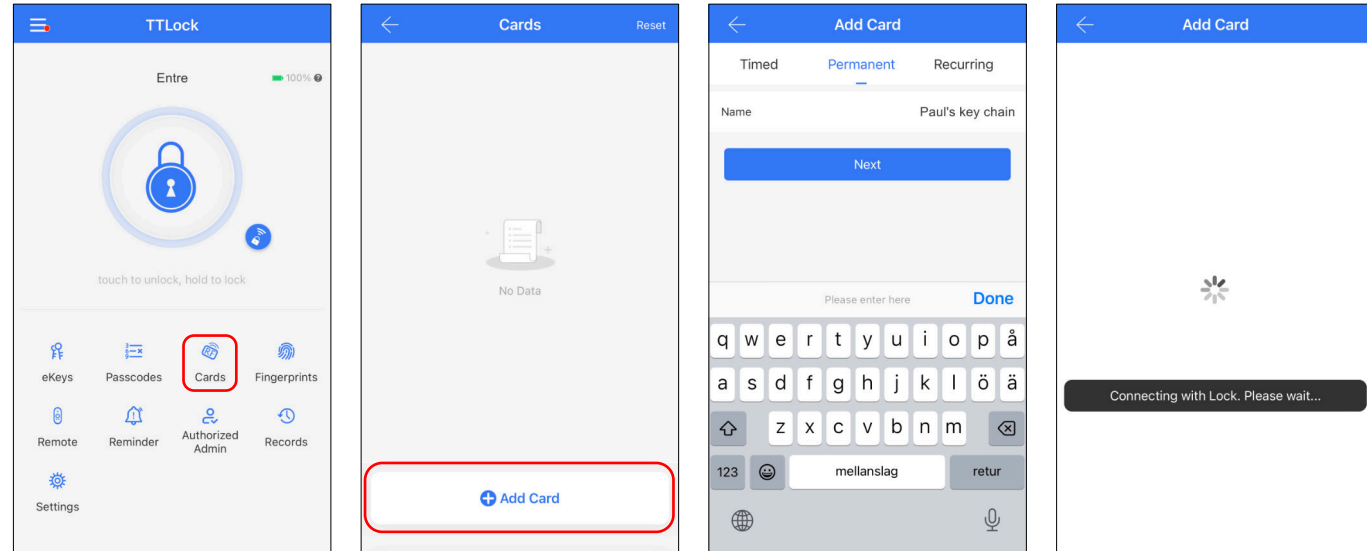 TTLock
Entre
100%
touch to unlock, hold to lock
eKeys Passcodes Cards Fingerprints
Remote Reminder Authorized Admin Records
Settings
Cards Reset
No Data
Add Card
Add Card
Timed Permanent Recurring
Name Paul's key chain
Next
Please enter here Done
q w e r t y u i o p å
a s d f g h j k l ö ä
z x c v b n m
123 mellanslag retur
Add Card
Connecting with Lock. Please wait...